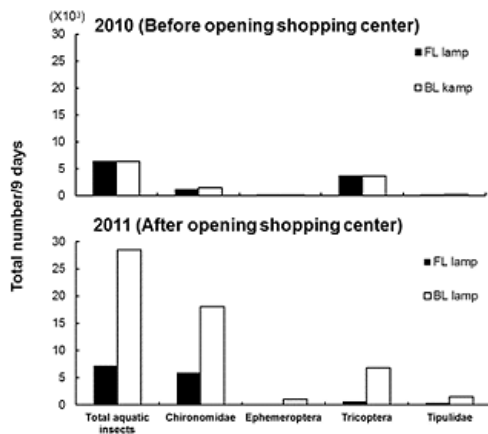 (X10³)
2010 (Before opening shopping center)
30
25
20
15
10
5
0
FL lamp
BL kamp
Total number/9 days
2011 (After opening shopping center)
30
25
20
15
10
5
0
FL lamp
BL lamp
Total aquatic
insects
Chironomidae
Ephemeroptera
Tricoptera
Tipulidae